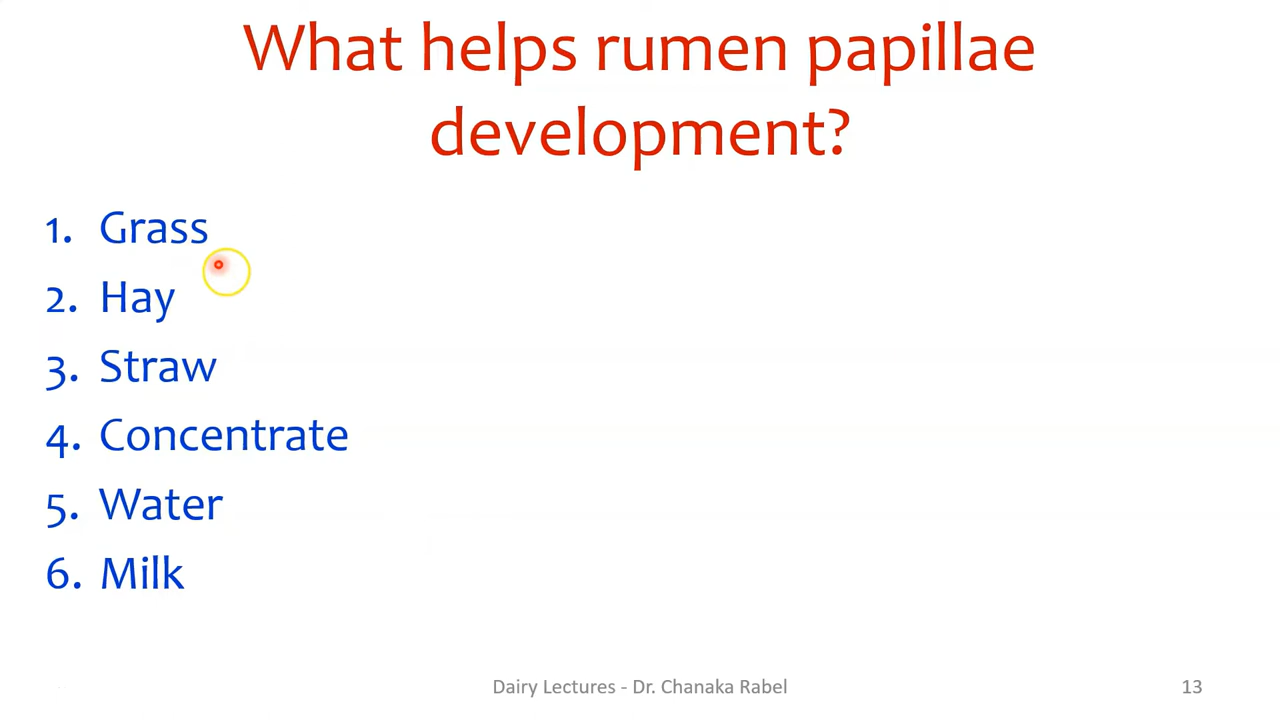 What helps rumen papillae
development?
1. Grass
2. Hay
3. Straw
4. Concentrate
5. Water
6. Milk
Dairy Lectures - Dr. Chanaka Rabel
13